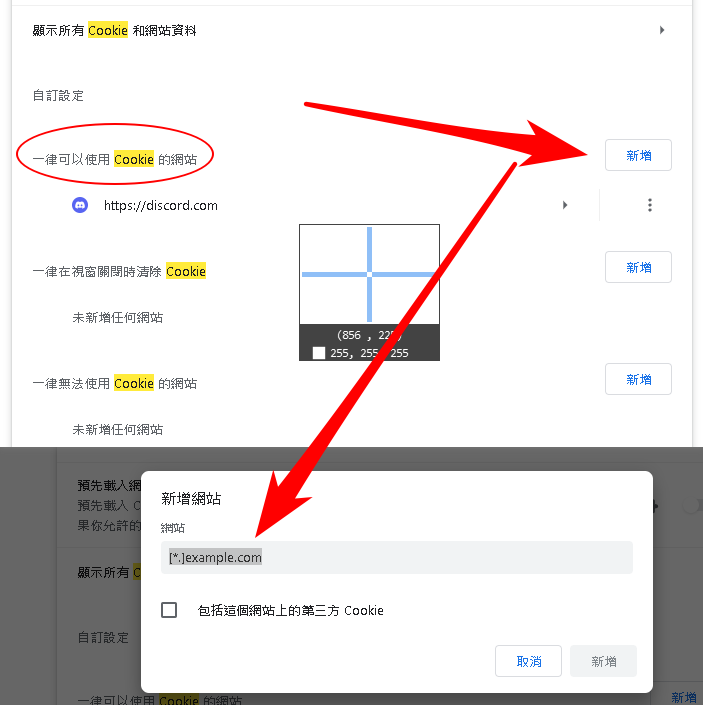 顯示所有 Cookie 和網站資料
自訂設定
一律可以使用 Cookie 的網站
新增
https://discord.com
一律在視窗關閉時清除 Cookie
新增
未新增任何網站
(856 , 22
255, 255, 255
一律無法使用 Cookie 的網站
新增
未新增任何網站
預先載入網
預先載入 C
果你允許的
顯示所有 C
自訂設定
一律可以使用 Cookie 的網站
新增
新增網站
網站
[*.]example.com
包括這個網站上的第三方 Cookie
取消
新增